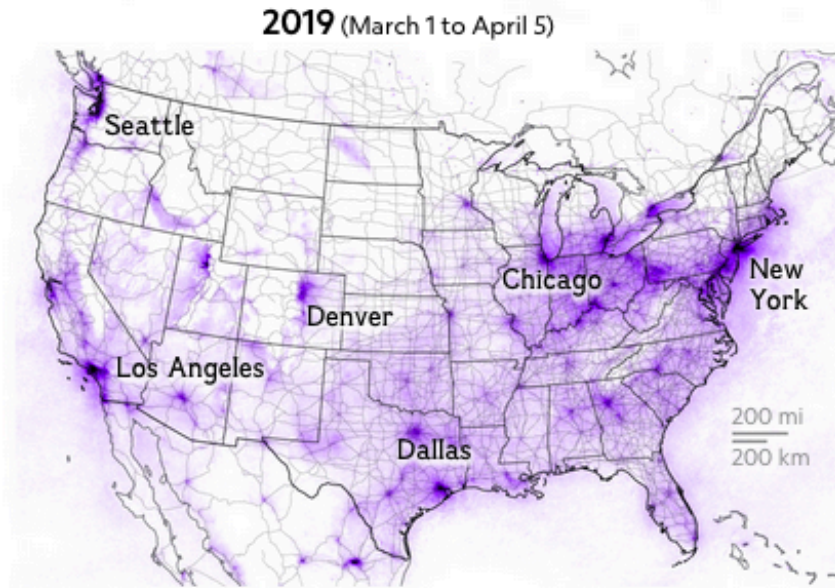 2019 (March 1 to April 5)
Seattle
Chicago
New
York
Denver
Los Angeles
200 mi
200 km
Dallas